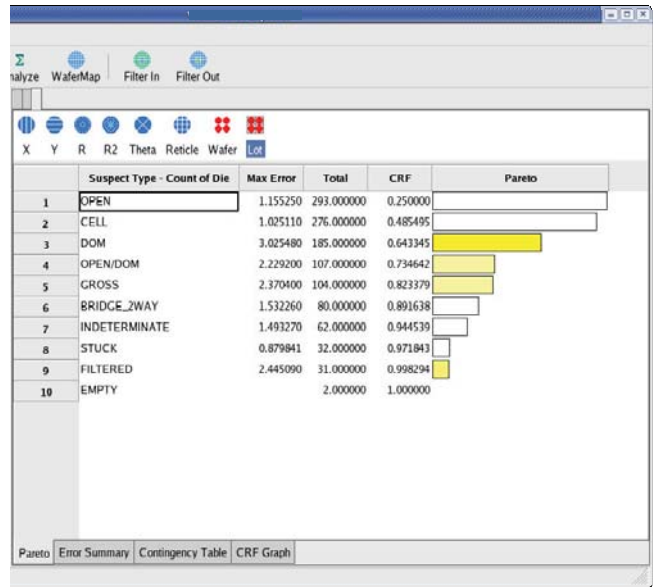 Σ
nalyze WaferMap Filter In Filter Out
X Y R R2 Theta Reticle Wafer Lot
Suspect Type - Count of Die Max Error Total CRF Pareto
1 OPEN 1.155250 293.000000 0.250000
2 CELL 1.025110 276.000000 0.485495
3 DOM 3.025480 185.000000 0.643345
4 OPEN/DOM 2.229200 107.000000 0.734642
5 GROSS 2.370400 104.000000 0.823379
6 BRIDGE_2WAY 1.532260 80.000000 0.891638
7 INDETERMINATE 1.493270 62.000000 0.944539
8 STUCK 0.879841 32.000000 0.971843
9 FILTERED 2.445090 31.000000 0.998294
10 EMPTY 2.000000 1.000000
Pareto Error Summary Contingency Table CRF Graph